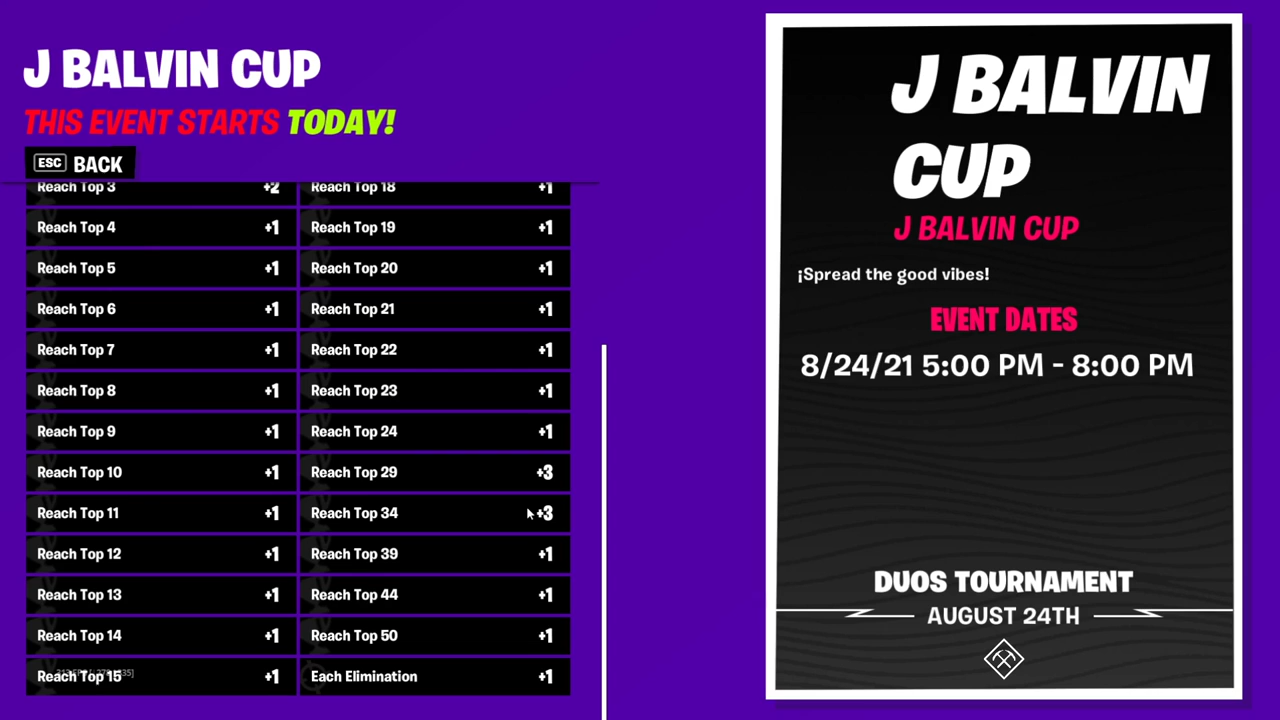 J BALVIN CUP
THIS EVENT STARTS TODAY!
ESC BACK
Reach Top 3 +2
Reach Top 4 +1
Reach Top 5 +1
Reach Top 6 +1
Reach Top 7 +1
Reach Top 8 +1
Reach Top 9 +1
Reach Top 10 +1
Reach Top 11 +1
Reach Top 12 +1
Reach Top 13 +1
Reach Top 14 +1
Reach Top 15 +1
Reach Top 18 +1
Reach Top 19 +1
Reach Top 20 +1
Reach Top 21 +1
Reach Top 22 +1
Reach Top 23 +1
Reach Top 24 +1
Reach Top 29 +3
Reach Top 34 +3
Reach Top 39 +1
Reach Top 44 +1
Reach Top 50 +1
Each Elimination +1
J BALVIN
CUP
J BALVIN CUP
¡Spread the good vibes!
EVENT DATES
8/24/21 5:00 PM - 8:00 PM
DUOS TOURNAMENT
AUGUST 24TH